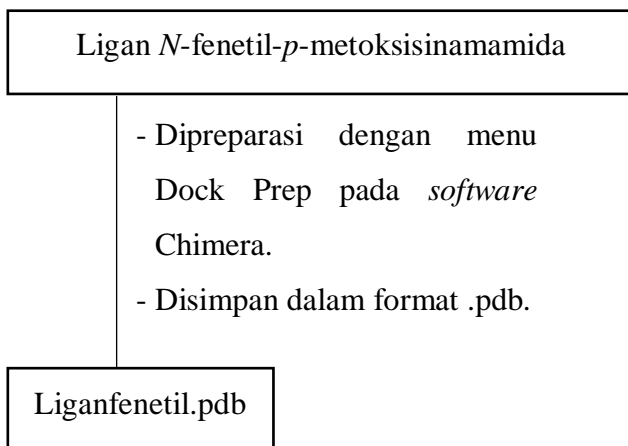 Ligan N-fenetil-p-metoksisinamamida
- Dipreparasi dengan menu
Dock Prep pada software
Chimera.
- Disimpan dalam format .pdb.
Liganfenetil.pdb